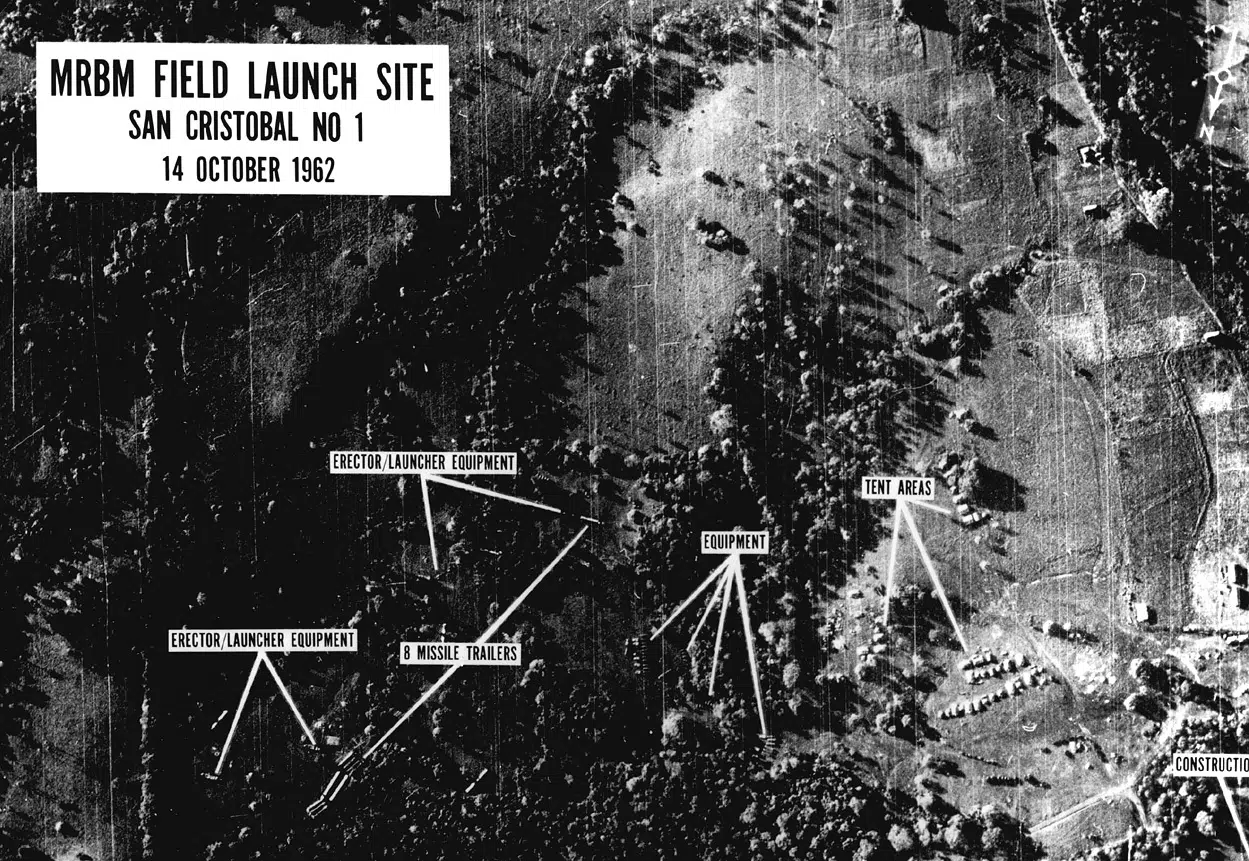 MRBM FIELD LAUNCH SITE
SAN CRISTOBAL NO 1
14 OCTOBER 1962
N
ERECTOR/LAUNCHER EQUIPMENT
TENT AREAS
EQUIPMENT
ERECTOR/LAUNCHER EQUIPMENT
8 MISSILE TRAILERS
CONSTRUCTIO